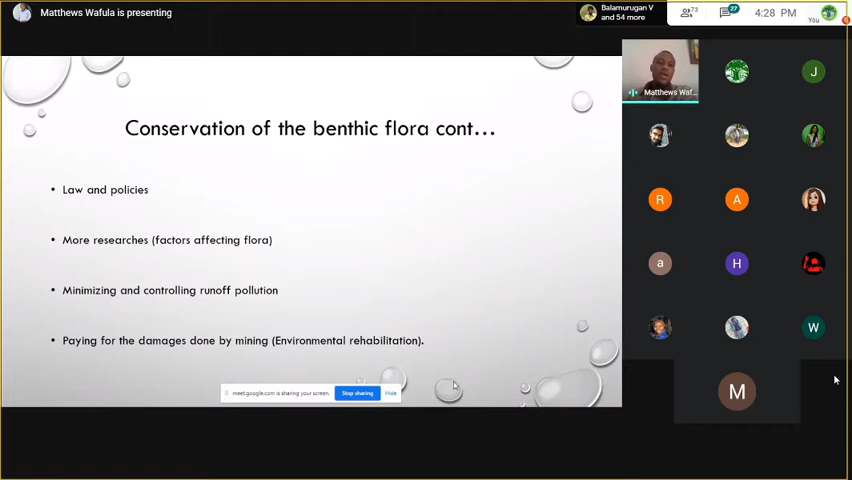 Matthews Wafula is presenting
Balamurugan V
and 54 more
73
27
4:28 PM
You
Matthews Waf...
J
Conservation of the benthic flora cont...
• Law and policies
• More researches (factors affecting flora)
• Minimizing and controlling runoff pollution
• Paying for the damages done by mining (Environmental rehabilitation).
meet.google.com is sharing your screen.
Stop sharing
Hide
R
A
a
H
W
M